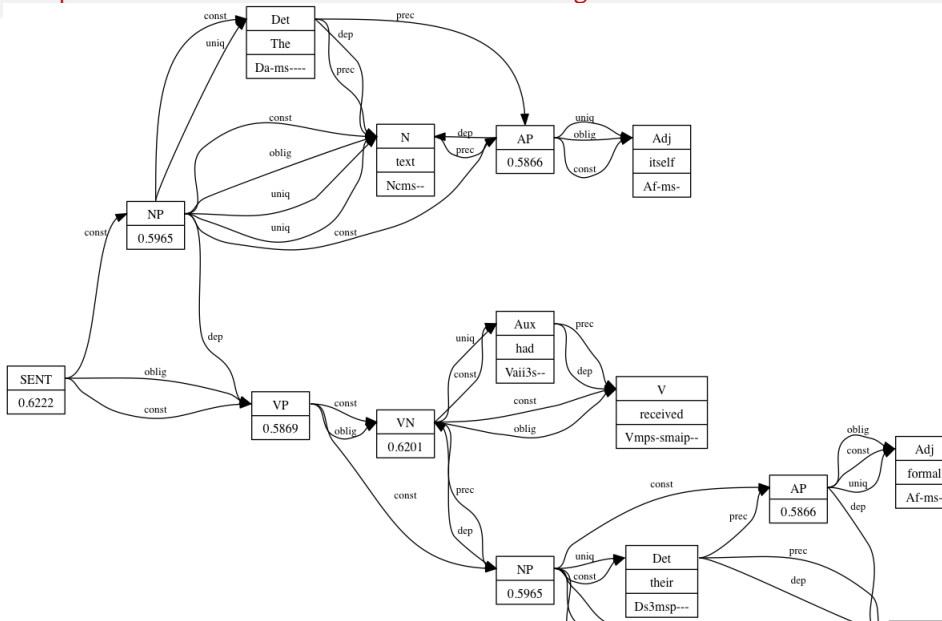 const
uniq
Det
The
Da-ms----
prec
dep
prec
const
oblig
uniq
uniq
const
N
text
Ncms--
dep
prec
AP
0.5866
uniq
oblig
const
Adj
itself
Af-ms-
NP
0.5965
const
dep
SENT
0.6222
oblig
const
VP
0.5869
const
oblig
VN
0.6201
uniq
const
Aux
had
Vaii3s--
prec
dep
const
oblig
V
received
Vmps-smaip--
const
prec
dep
NP
0.5965
const
uniq
const
Det
their
Ds3msp---
prec
AP
0.5866
oblig
const
uniq
dep
Adj
formal
Af-ms-
prec
dep